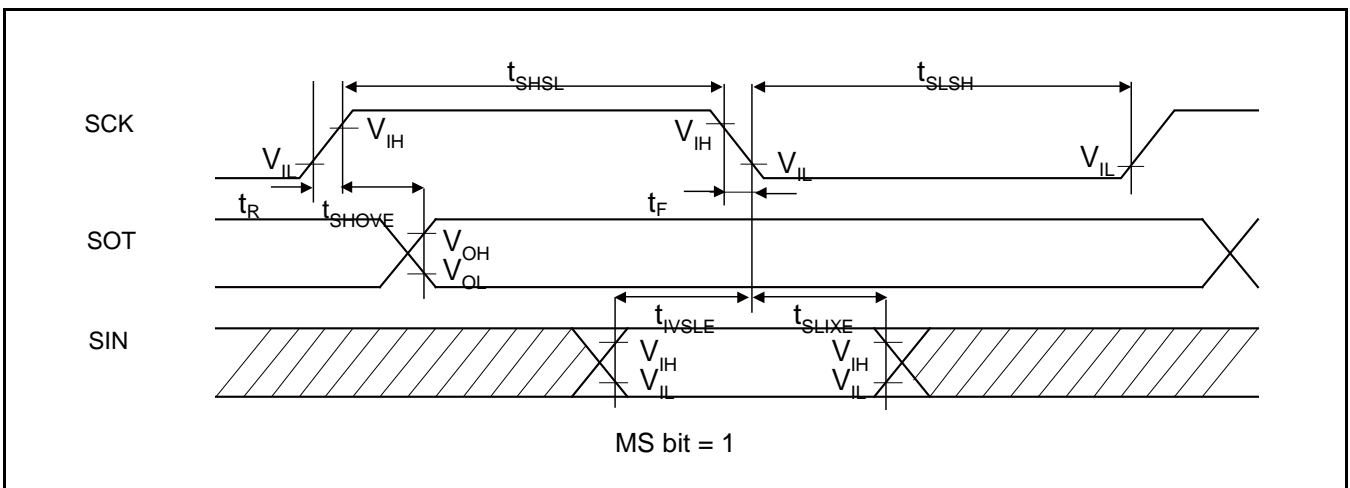 tSHSL
tSLSH
SCK
VIH
VIH
VIL
VIL
VIL
tR
tSHOVE
tF
SOT
VOH
VOL
tIVSLE
tSLIXE
SIN
VIH
VIH
VIL
VIL
MS bit = 1